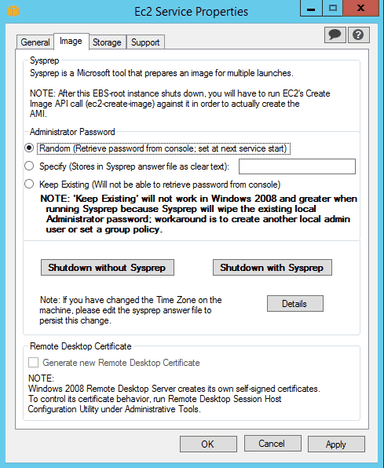 Ec2 Service Properties
General Image Storage Support
Sysprep
Sysprep is a Microsoft tool that prepares an image for multiple launches.
NOTE: After this EBS-root instance shuts down, you will have to run EC2's Create
Image API call (ec2-create-image) against it in order to actually create the
AMI.
Administrator Password
Random (Retrieve password from console; set at next service start)
Specify (Stores in Sysprep answer file as clear text):
Keep Existing (Will not be able to retrieve password from console)
NOTE: 'Keep Existing' will not work in Windows 2008 and greater when
running Sysprep because Sysprep will wipe the existing local
Administrator password; workaround is to create another local admin
user or set a group policy.
Shutdown without Sysprep Shutdown with Sysprep
Note: If you have changed the Time Zone on the
machine, please edit the sysprep answer file to
persist this change.
Details
Remote Desktop Certificate
Generate new Remote Desktop Certificate
NOTE:
Windows 2008 Remote Desktop Server creates its own self-signed certificates.
To control its certificate behavior, run Remote Desktop Session Host
Configuration Utility under Administrative Tools.
OK Cancel Apply